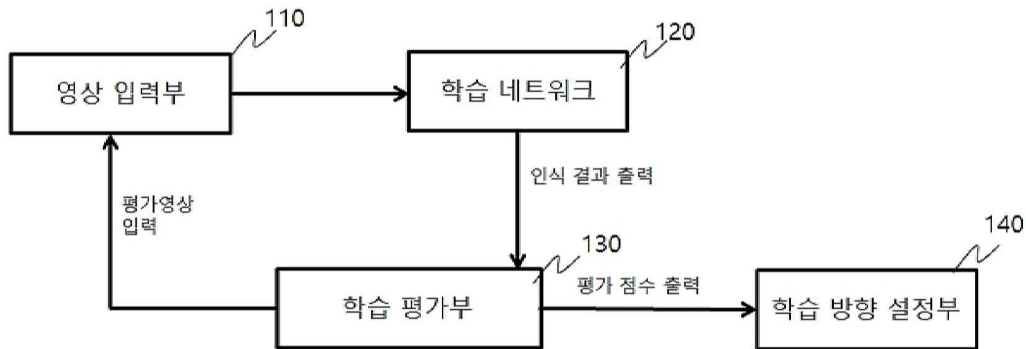 110
영상 입력부
120
학습 네트워크
인식 결과 출력
평가영상
입력
130
학습 평가부
평가 점수 출력
140
학습 방향 설정부